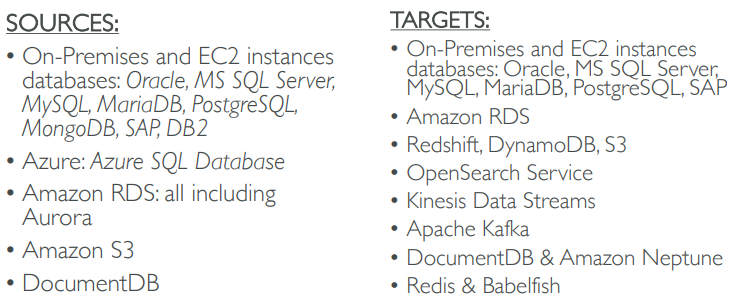 SOURCES:
• On-Premises and EC2 instances
databases: Oracle, MS SQL Server,
MySQL, MariaDB, PostgreSQL,
MongoDB, SAP, DB2
• Azure: Azure SQL Database
• Amazon RDS: all including
Aurora
• Amazon S3
• DocumentDB
TARGETS:
• On-Premises and EC2 instances
databases: Oracle, MS SQL Server,
MySQL, MariaDB, PostgreSQL, SAP
• Amazon RDS
• Redshift, DynamoDB, S3
• OpenSearch Service
• Kinesis Data Streams
• Apache Kafka
• DocumentDB & Amazon Neptune
• Redis & Babelfish